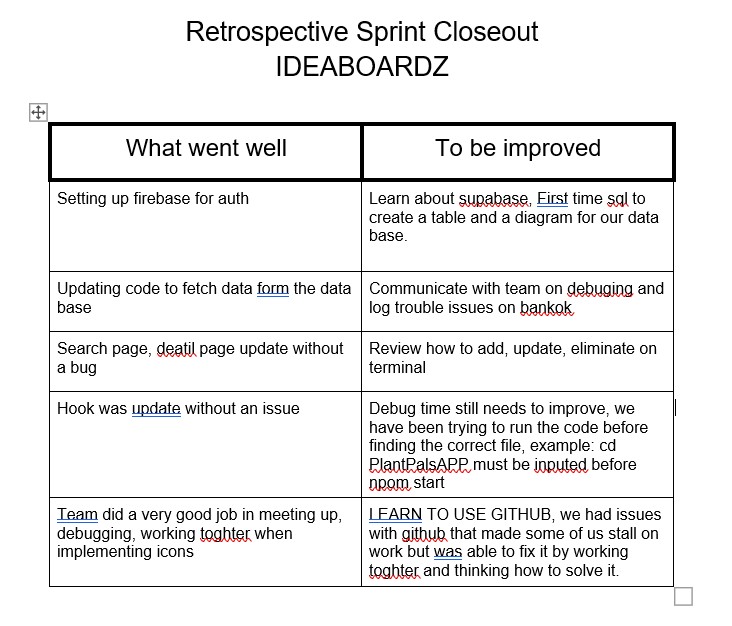 Retrospective Sprint Closeout
IDEABOARDZ
What went well
To be improved
Setting up firebase for auth
Learn about supabase, First time sql to
create a table and a diagram for our data
base.
Updating code to fetch data form the data
base
Communicate with team on debuging and
log trouble issues on bankok
Search page, deatil page update without
a bug
Review how to add, update, eliminate on
terminal
Hook was update without an issue
Debug time still needs to improve, we
have been trying to run the code before
finding the correct file, example: cd
PlantPalsAPP must be inputed before
npom start
Team did a very good job in meeting up,
debugging, working toghter when
implementing icons
LEARN TO USE GITHUB, we had issues
with github that made some of us stall on
work but was able to fix it by working
toghter and thinking how to solve it.